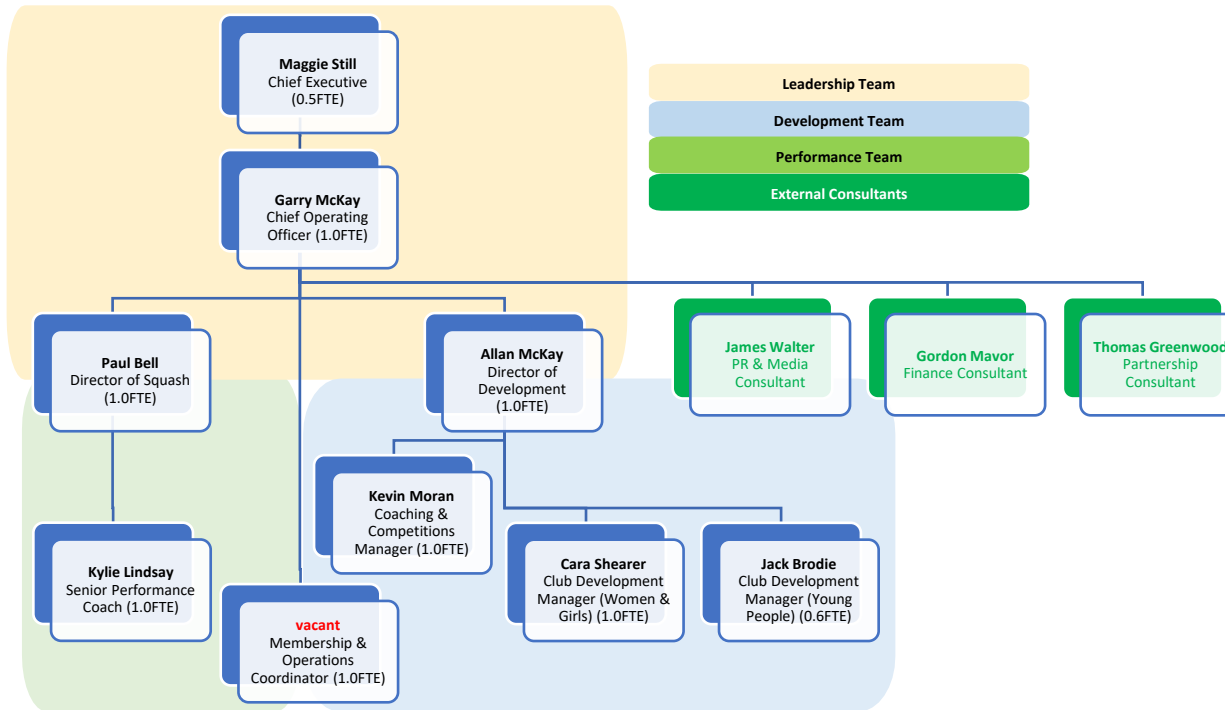 Maggie Still
Chief Executive
(0.5FTE)
Leadership Team
Development Team
Performance Team
External Consultants
Garry McKay
Chief Operating
Officer (1.0FTE)
Paul Bell
Director of Squash
(1.0FTE)
Allan McKay
Director of
Development
(1.0FTE)
James Walter
PR & Media
Consultant
Gordon Mavor
Finance Consultant
Thomas Greenwood
Partnership
Consultant
Kylie Lindsay
Senior Performance
Coach (1.0FTE)
vacant
Membership &
Operations
Coordinator (1.0FTE)
Kevin Moran
Coaching &
Competitions
Manager (1.0FTE)
Cara Shearer
Club Development
Manager (Women &
Girls) (1.0FTE)
Jack Brodie
Club Development
Manager (Young
People) (0.6FTE)